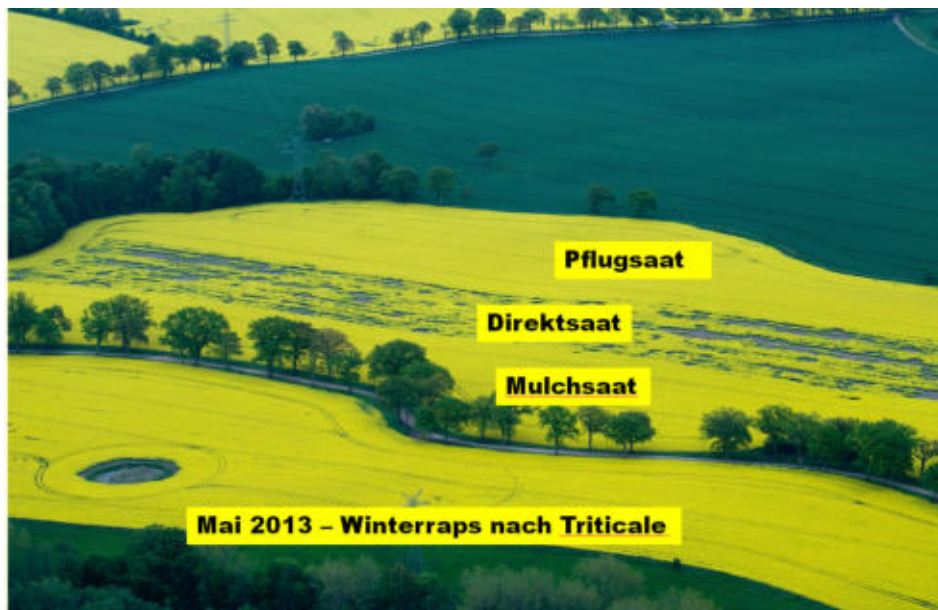 Pflugsaat
Direktsaat
Mulchsaat
Mai 2013 – Winterraps nach Triticale